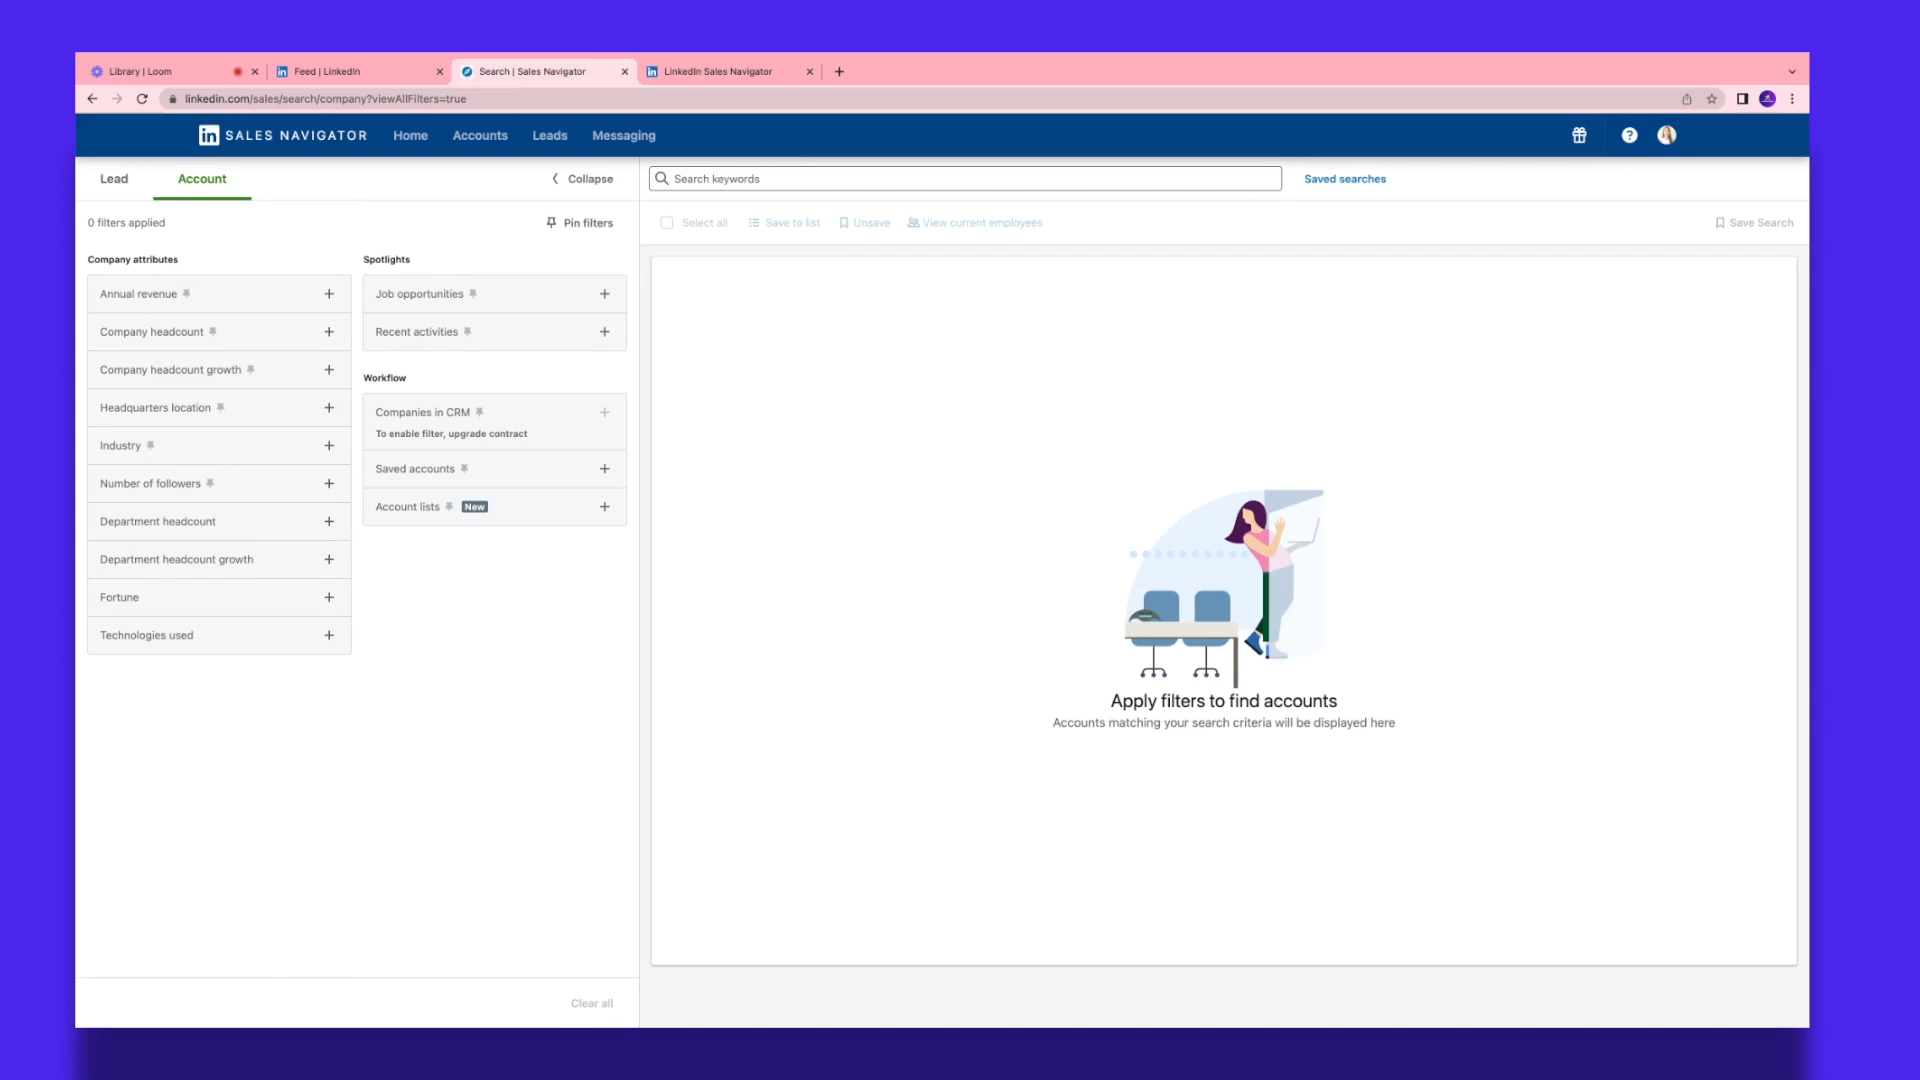 Library | Loom
Feed | LinkedIn
Search | Sales Navigator
LinkedIn Sales Navigator
linkedin.com/sales/search/company?viewAllFilters=true
in SALES NAVIGATOR
Home
Accounts
Leads
Messaging
Lead
Account
Collapse
Search keywords
Saved searches
0 filters applied
Pin filters
Select all
Save to list
Unsave
View current employees
Save Search
Company attributes
Annual revenue
Company headcount
Company headcount growth
Headquarters location
Industry
Number of followers
Department headcount
Department headcount growth
Fortune
Technologies used
Spotlights
Job opportunities
Recent activities
Workflow
Companies in CRM
To enable filter, upgrade contract
Saved accounts
Account lists New
Apply filters to find accounts
Accounts matching your search criteria will be displayed here
Clear all